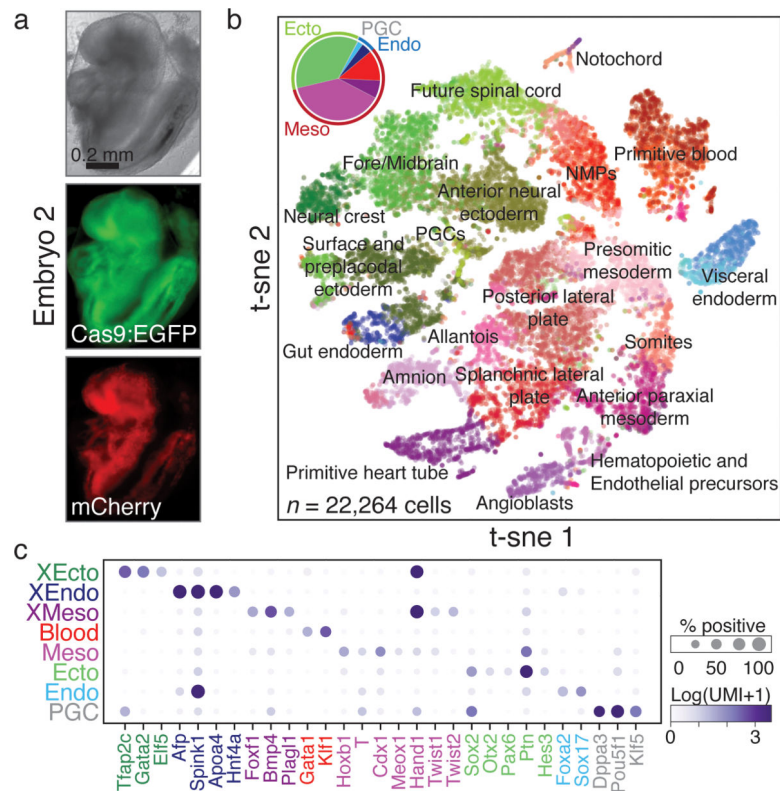 a
0.2 mm
Embryo 2
Cas9:EGFP
mCherry
b
Ecto
PGC
Endo
Meso
Notochord
Future spinal cord
Fore/Midbrain
NMPs
Primitive blood
Anterior neural
ectoderm
Neural crest
PGCs
Surface and
preplacodal
ectoderm
Presomitic
mesoderm
Visceral
endoderm
Posterior lateral
plate
Gut endoderm
Allantois
Somites
Amnion
Splanchnic lateral
plate
Anterior paraxial
mesoderm
Primitive heart tube
Hematopoietic and
Endothelial precursors
Angioblasts
n = 22,264 cells
t-sne 2
t-sne 1
c
XEcto
XEndo
XMeso
Blood
Meso
Ecto
Endo
PGC
Tfap2c
Gata2
Elf5
Afp
Spink1
Apoa4
Hnf4a
Foxf1
Bmp4
Plagl1
Gata1
Klf1
Hoxb1
T
Cdx1
Meox1
Hand1
Twist1
Twist2
Sox2
Otx2
Pax6
Ptn
Hes3
Foxa2
Sox17
Dppa3
Pou5f1
Klf5
% positive
0 50 100
Log(UMI+1)
0 3